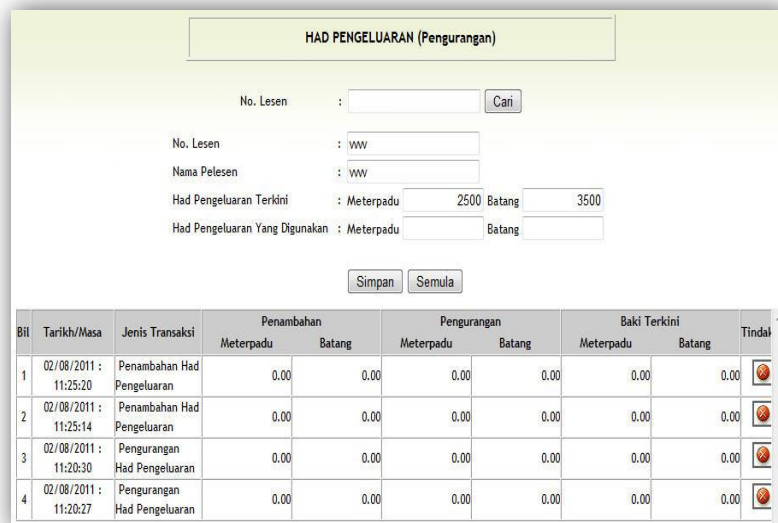 HAD PENGELUARAN (Pengurangan)
No. Lesen : Cari
No. Lesen : ww
Nama Pelesen : ww
Had Pengeluaran Terkini : Meterpadu 2500 Batang 3500
Had Pengeluaran Yang Digunakan : Meterpadu Batang
Simpan Semula
Bil Tarikh/Masa Jenis Transaksi Penambahan Pengurangan Baki Terkini Tindak
Meterpadu Batang Meterpadu Batang Meterpadu Batang
1 02/08/2011 : 11:25:20 Penambahan Had Pengeluaran 0.00 0.00 0.00 0.00 0.00 0.00
2 02/08/2011 : 11:25:14 Penambahan Had Pengeluaran 0.00 0.00 0.00 0.00 0.00 0.00
3 02/08/2011 : 11:20:30 Pengurangan Had Pengeluaran 0.00 0.00 0.00 0.00 0.00 0.00
4 02/08/2011 : 11:20:27 Pengurangan Had Pengeluaran 0.00 0.00 0.00 0.00 0.00 0.00